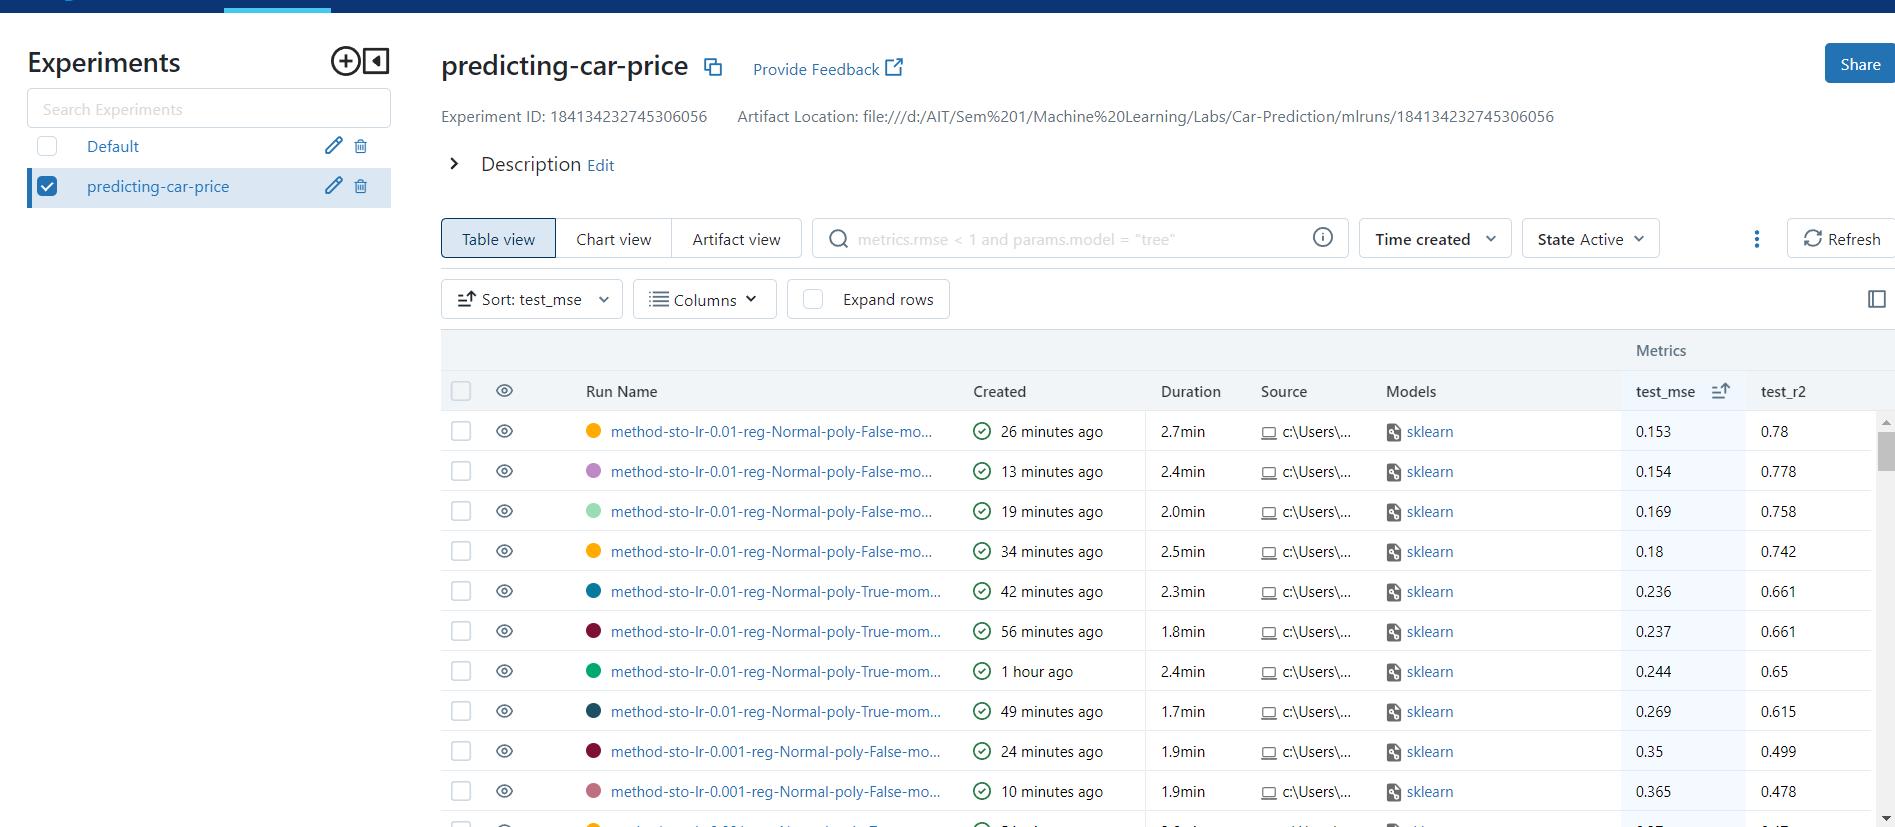 Experiments
Search Experiments
Default
predicting-car-price
predicting-car-price Provide Feedback
Share
Experiment ID: 184134232745306056 Artifact Location: file:///d:/AIT/Sem%201/Machine%20Learning/Labs/Car-Prediction/mlruns/184134232745306056
Description Edit
Table view Chart view Artifact view metrics.rmse < 1 and params.model = "tree" Time created State Active Refresh
Sort: test_mse Columns Expand rows
Metrics
Run Name Created Duration Source Models test_mse test_r2
method-sto-lr-0.01-reg-Normal-poly-False-mo... 26 minutes ago 2.7min c:\Users\... sklearn 0.153 0.78
method-sto-lr-0.01-reg-Normal-poly-False-mo... 13 minutes ago 2.4min c:\Users\... sklearn 0.154 0.778
method-sto-lr-0.01-reg-Normal-poly-False-mo... 19 minutes ago 2.0min c:\Users\... sklearn 0.169 0.758
method-sto-lr-0.01-reg-Normal-poly-False-mo... 34 minutes ago 2.5min c:\Users\... sklearn 0.18 0.742
method-sto-lr-0.01-reg-Normal-poly-True-mom... 42 minutes ago 2.3min c:\Users\... sklearn 0.236 0.661
method-sto-lr-0.01-reg-Normal-poly-True-mom... 56 minutes ago 1.8min c:\Users\... sklearn 0.237 0.661
method-sto-lr-0.01-reg-Normal-poly-True-mom... 1 hour ago 2.4min c:\Users\... sklearn 0.244 0.65
method-sto-lr-0.01-reg-Normal-poly-True-mom... 49 minutes ago 1.7min c:\Users\... sklearn 0.269 0.615
method-sto-lr-0.001-reg-Normal-poly-False-mo... 24 minutes ago 1.9min c:\Users\... sklearn 0.35 0.499
method-sto-lr-0.001-reg-Normal-poly-False-mo... 10 minutes ago 1.9min c:\Users\... sklearn 0.365 0.478